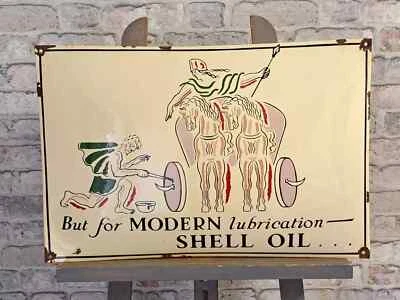 But for MODERN lubrication—
SHELL OIL...